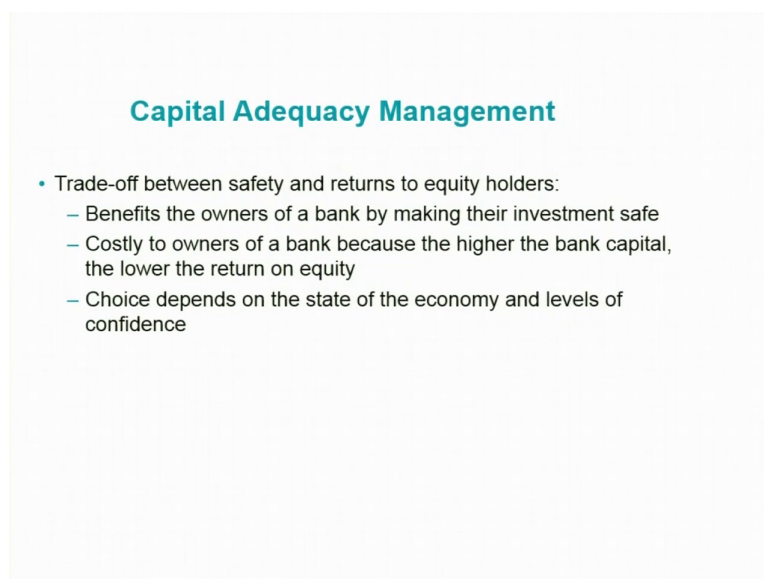 Capital Adequacy Management
• Trade-off between safety and returns to equity holders:
– Benefits the owners of a bank by making their investment safe
– Costly to owners of a bank because the higher the bank capital,
the lower the return on equity
– Choice depends on the state of the economy and levels of
confidence